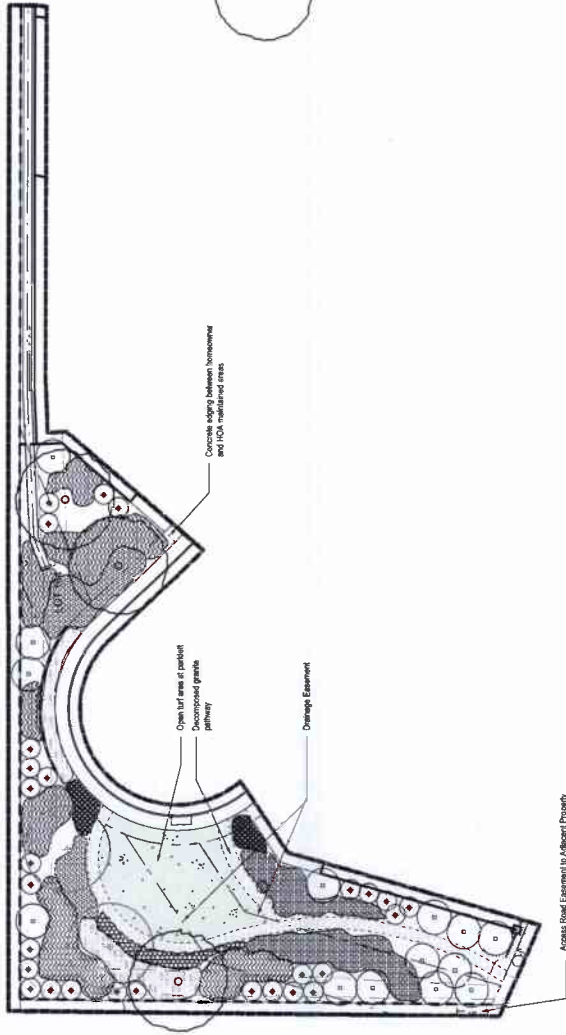 Concrete edging between homeowner
and HOA maintained areas
Open turf area at parklett
Decomposed granite
pathway
Drainage Easement
Access Road Easement to Adjacent Property